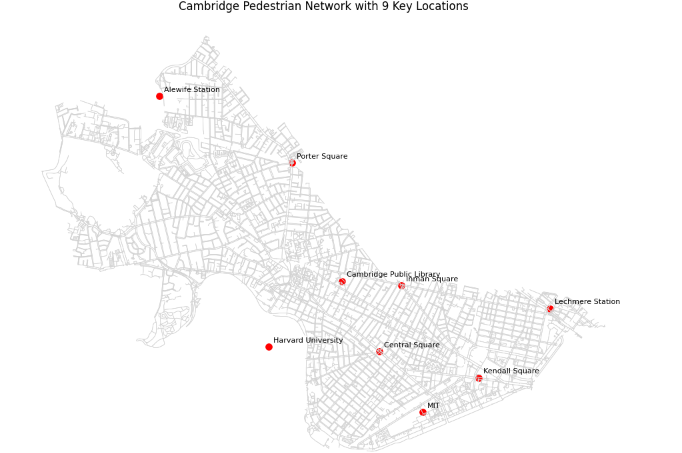 Cambridge Pedestrian Network with 9 Key Locations
Alewife Station
Porter Square
Cambridge Public Library
Inman Square
Lechmere Station
Harvard University
Central Square
Kendall Square
MIT